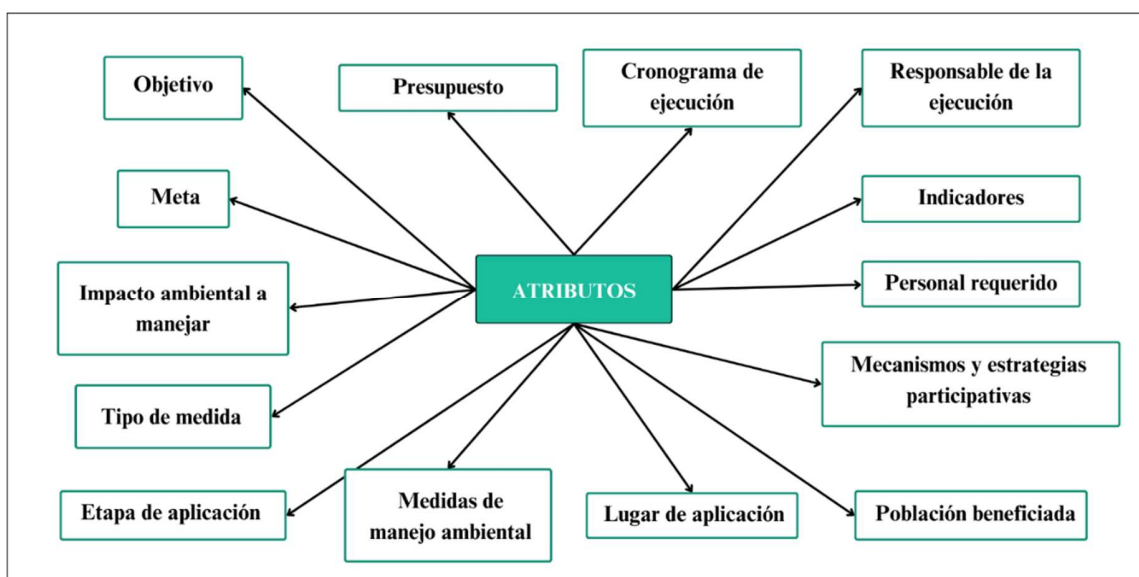 Objetivo
Presupuesto
Cronograma de
ejecución
Responsable de la
ejecución
Meta
Indicadores
Impacto ambiental a
manejar
ATRIBUTOS
Personal requerido
Tipo de medida
Mecanismos y estrategias
participativas
Etapa de aplicación
Medidas de
manejo ambiental
Lugar de aplicación
Población beneficiada